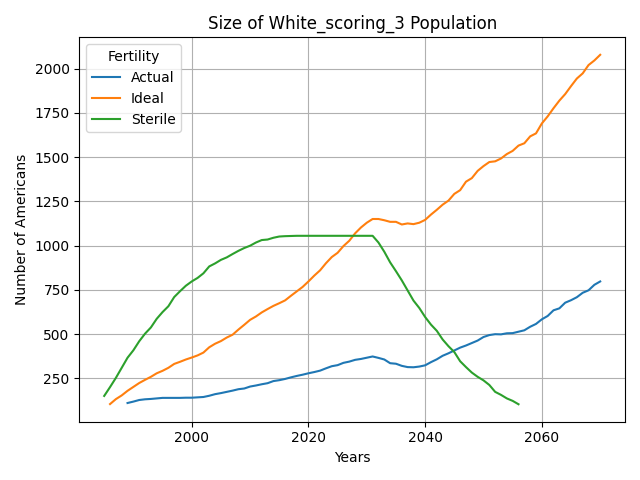 Size of White_scoring_3 Population
Fertility
Actual
Ideal
Sterile
Number of Americans
2000
1750
1500
1250
1000
750
500
250
2000
2020
2040
2060
Years